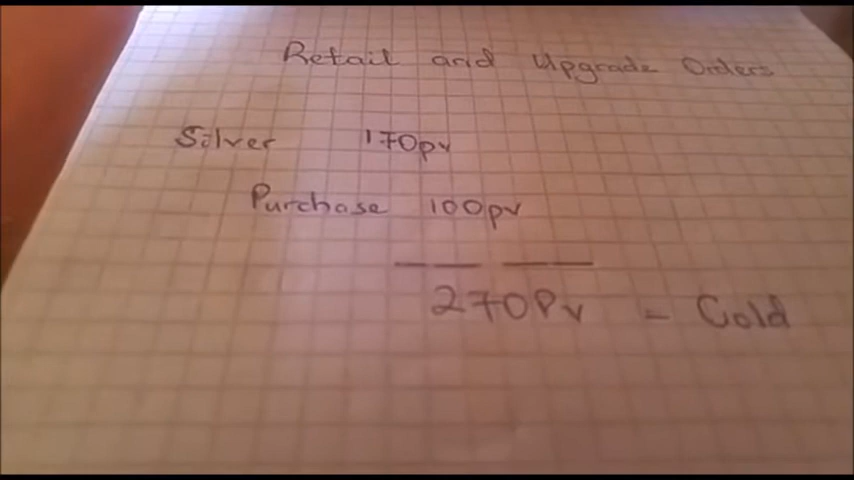 Retail and Upgrade Orders
Silver 170pv
Purchase 100pv
270Pv - Gold